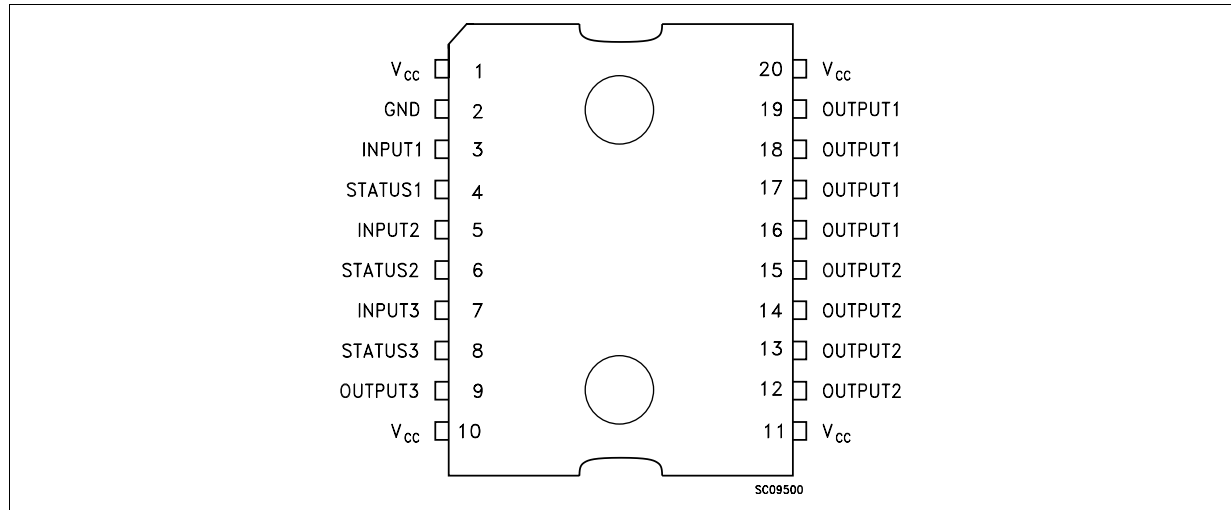 V_CC 1 20 V_CC
GND 2 19 OUTPUT1
INPUT1 3 18 OUTPUT1
STATUS1 4 17 OUTPUT1
INPUT2 5 16 OUTPUT1
STATUS2 6 15 OUTPUT2
INPUT3 7 14 OUTPUT2
STATUS3 8 13 OUTPUT2
OUTPUT3 9 12 OUTPUT2
V_CC 10 11 V_CC
SC09500